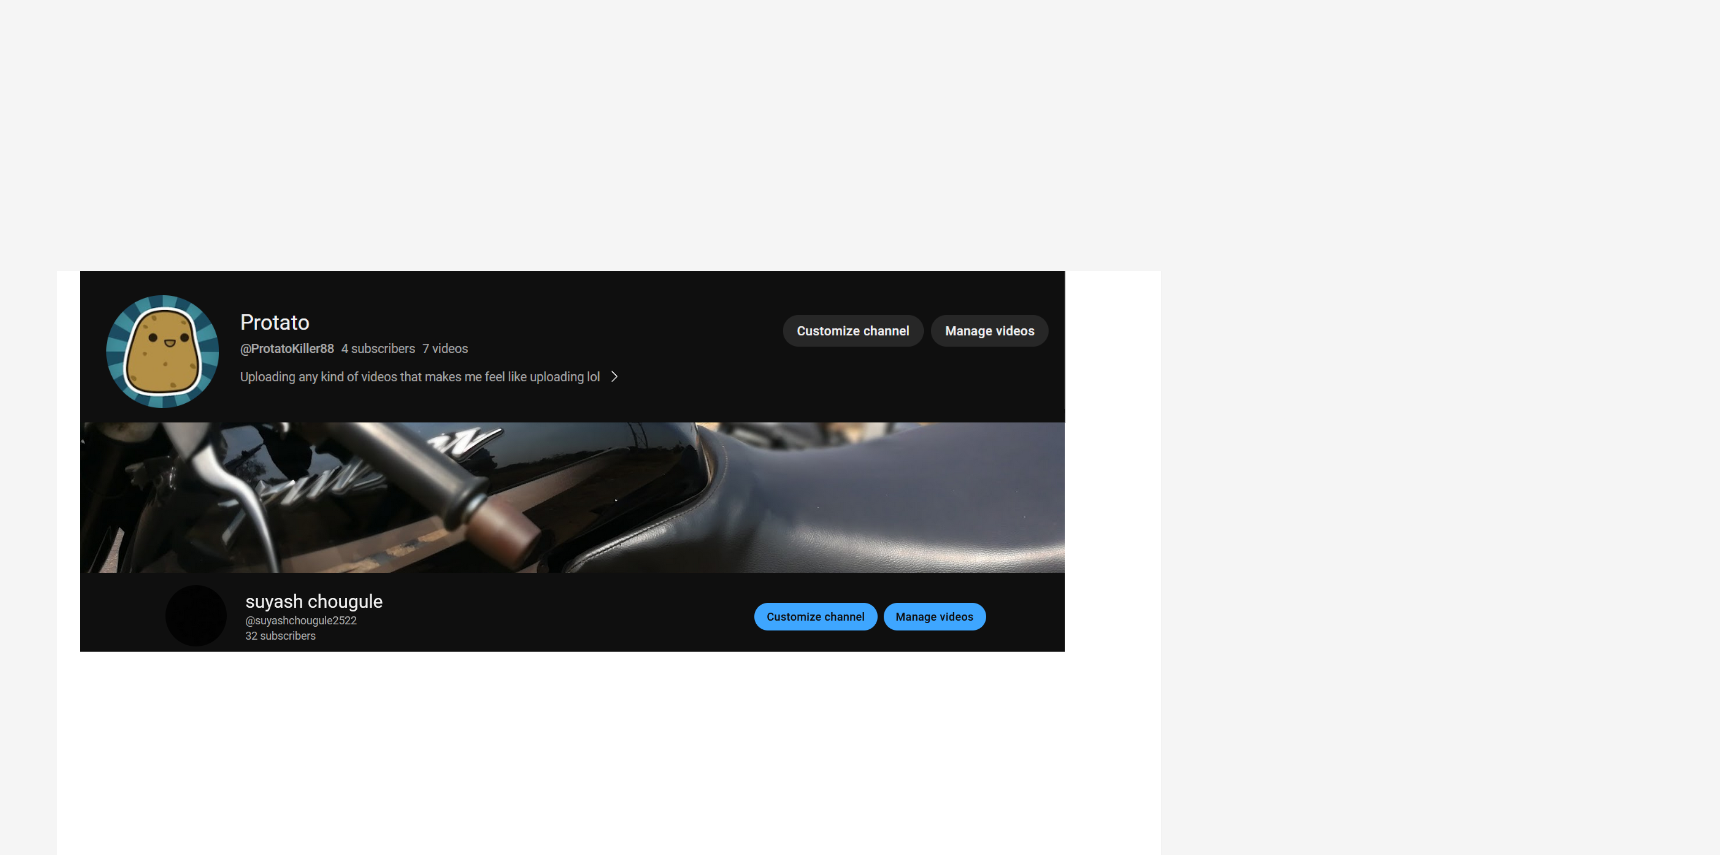 Protato
@ProtatoKiller88 4 subscribers 7 videos
Uploading any kind of videos that makes me feel like uploading lol
Customize channel
Manage videos
suyash chougule
@suyashchougule2522
32 subscribers
Customize channel
Manage videos